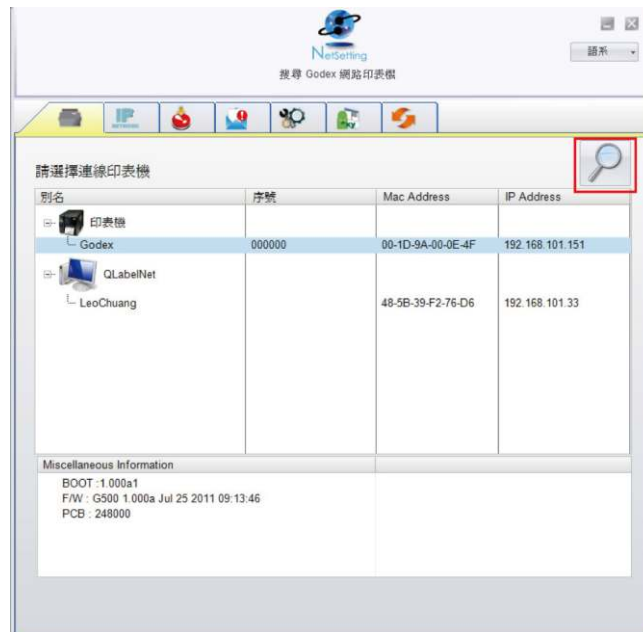 NetSetting
語系
搜尋 Godex 網路印表機
IP
請選擇連線印表機
別名 序號 Mac Address IP Address
印表機
Godex 000000 00-1D-9A-00-0E-4F 192.168.101.151
QLabelNet
LeoChuang 48-5B-39-F2-76-D6 192.168.101.33
Miscellaneous Information
BOOT :1.000a1
F/W : G500 1.000a Jul 25 2011 09:13:46
PCB : 248000